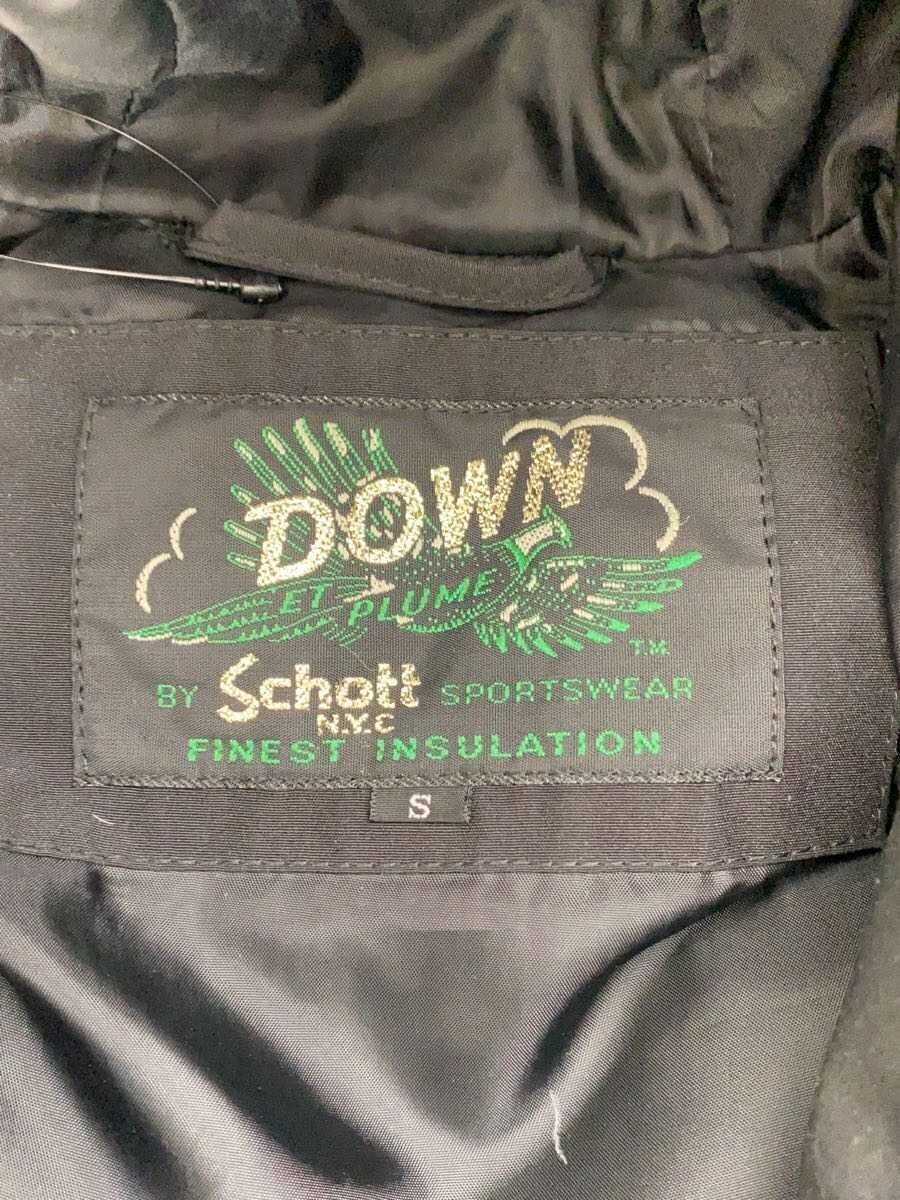 DOWN
ET PLUME
TM
BY Schott SPORTSWEAR
N.Y.C
FINEST INSULATION
S